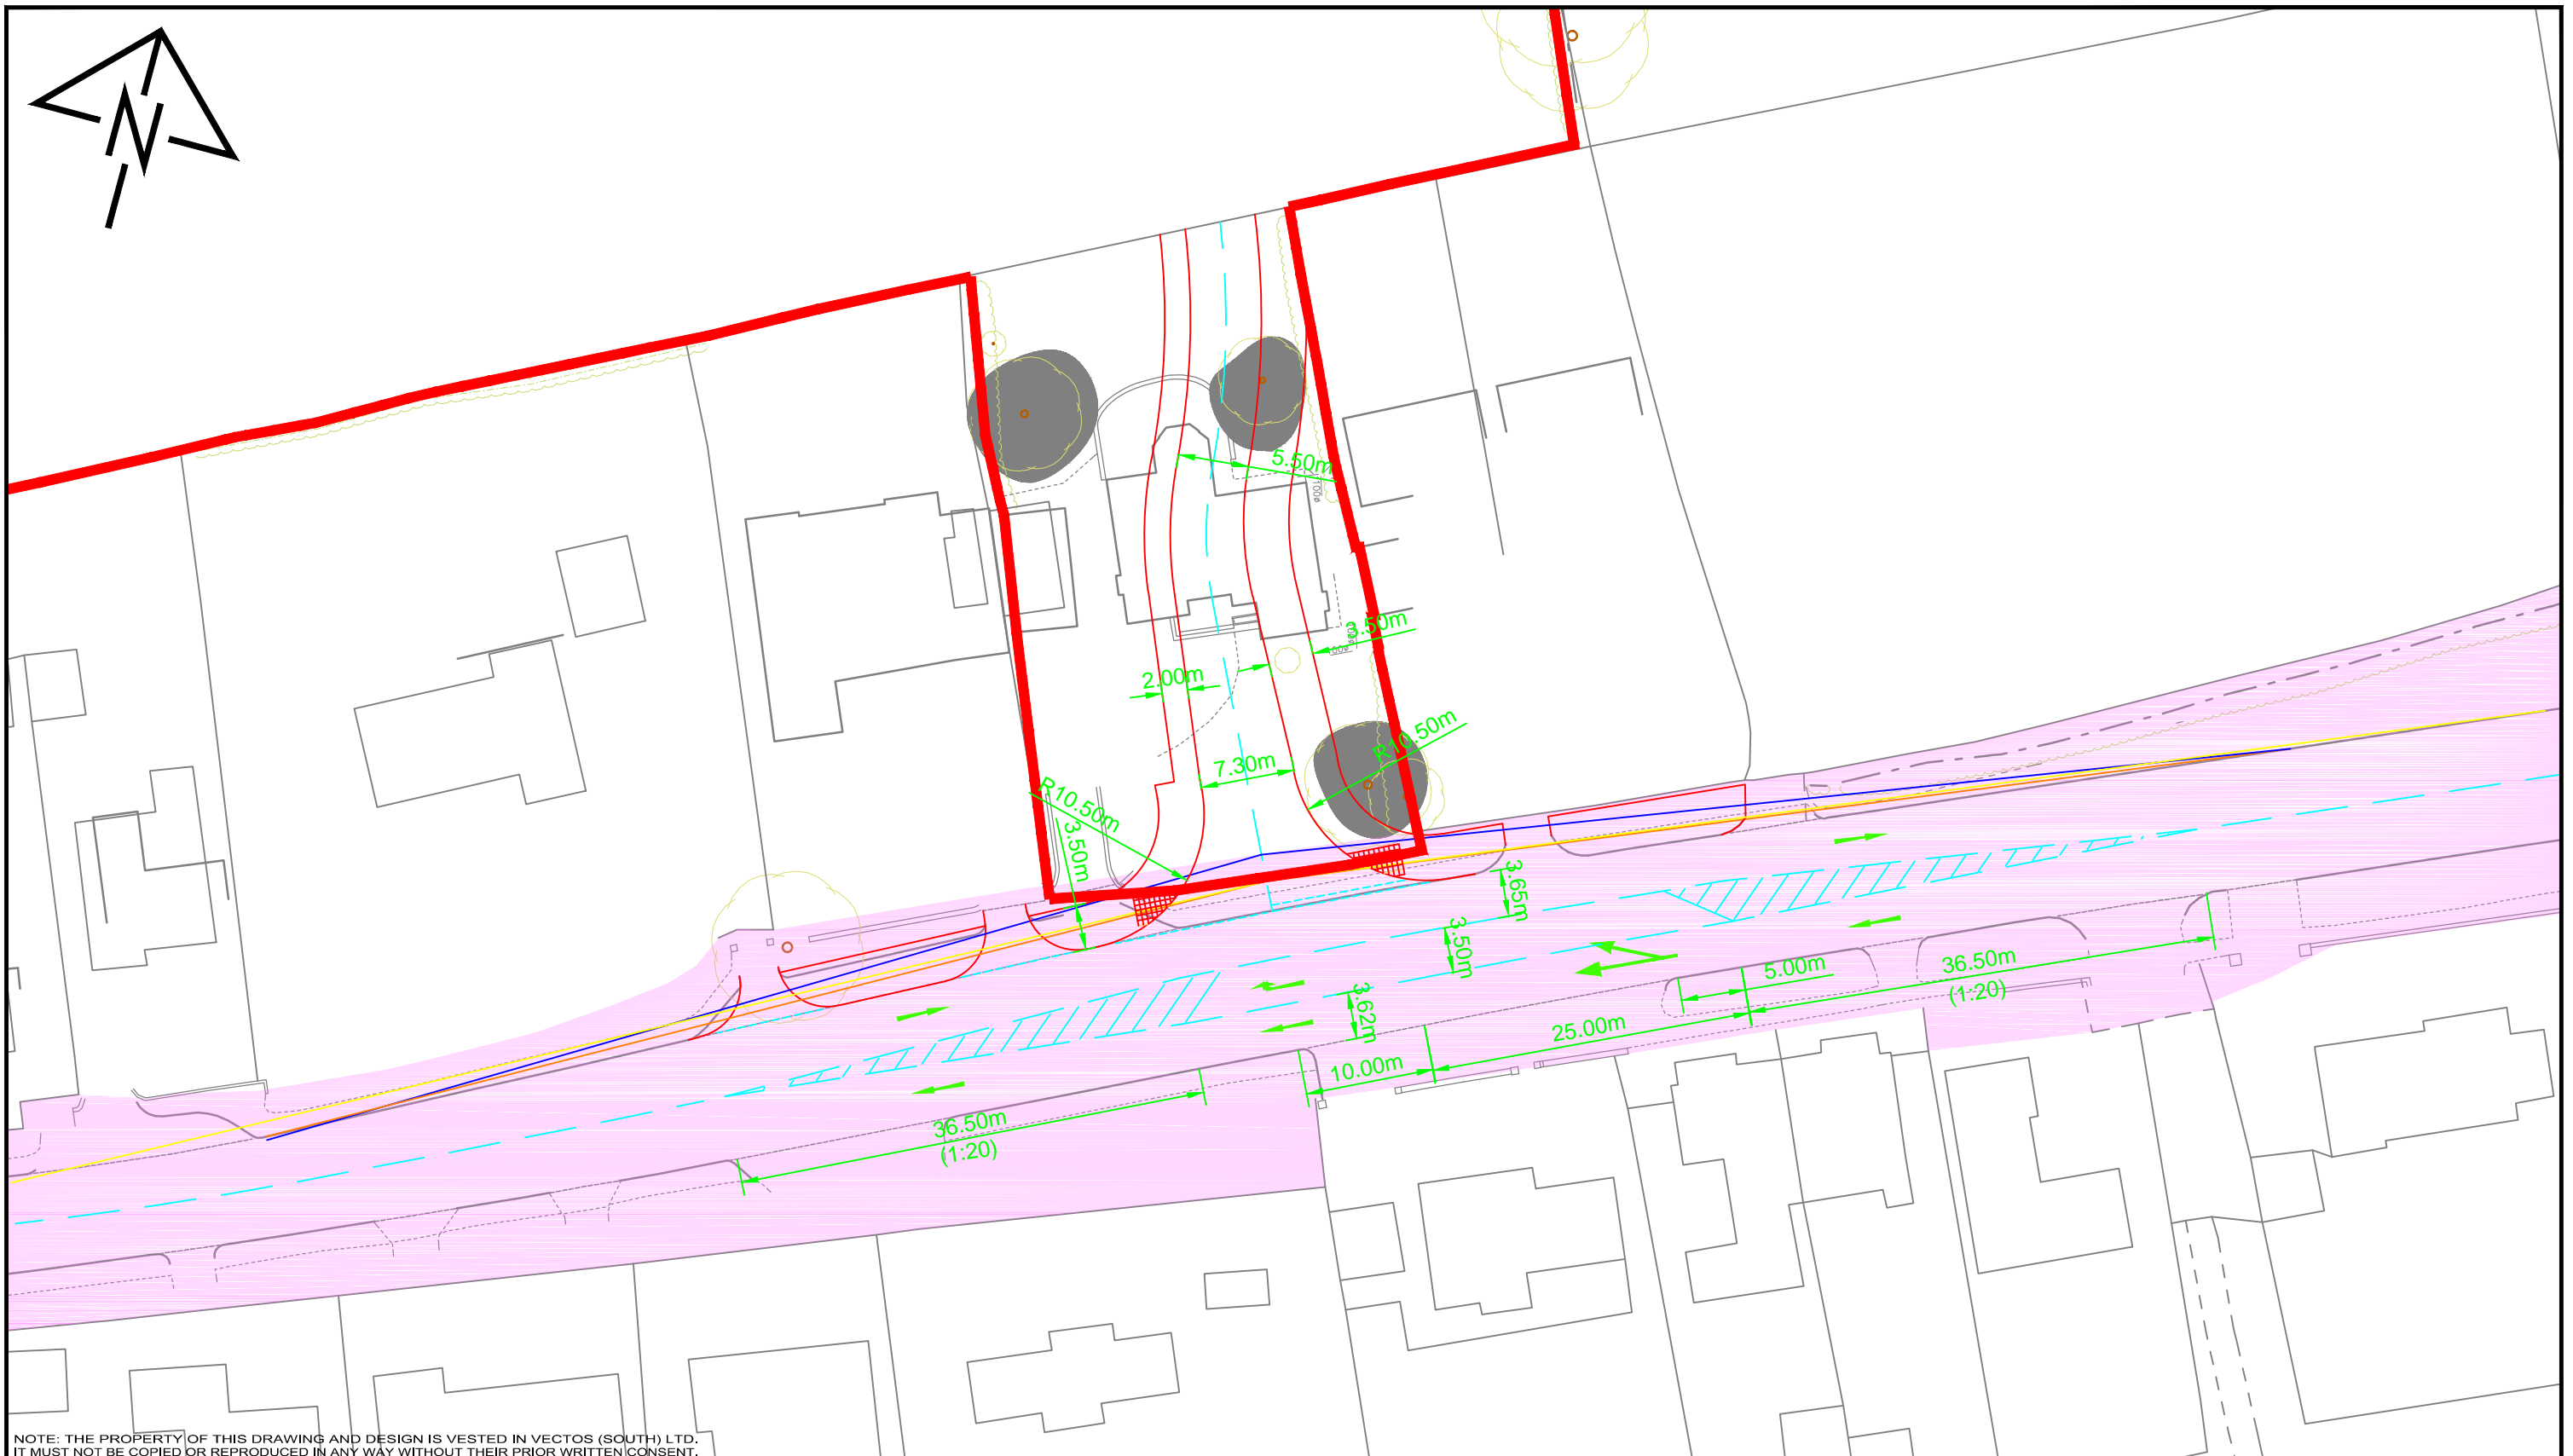 N
5.50m
100ø
3.50m
2.00m
R10.50m
7.30m
R10.50m
3.50m
3.65m
3.50m
3.62m
5.00m
36.50m
(1:20)
25.00m
10.00m
36.50m
(1:20)
NOTE: THE PROPERTY OF THIS DRAWING AND DESIGN IS VESTED IN VECTOS (SOUTH) LTD.
IT MUST NOT BE COPIED OR REPRODUCED IN ANY WAY WITHOUT THEIR PRIOR WRITTEN CONSENT.